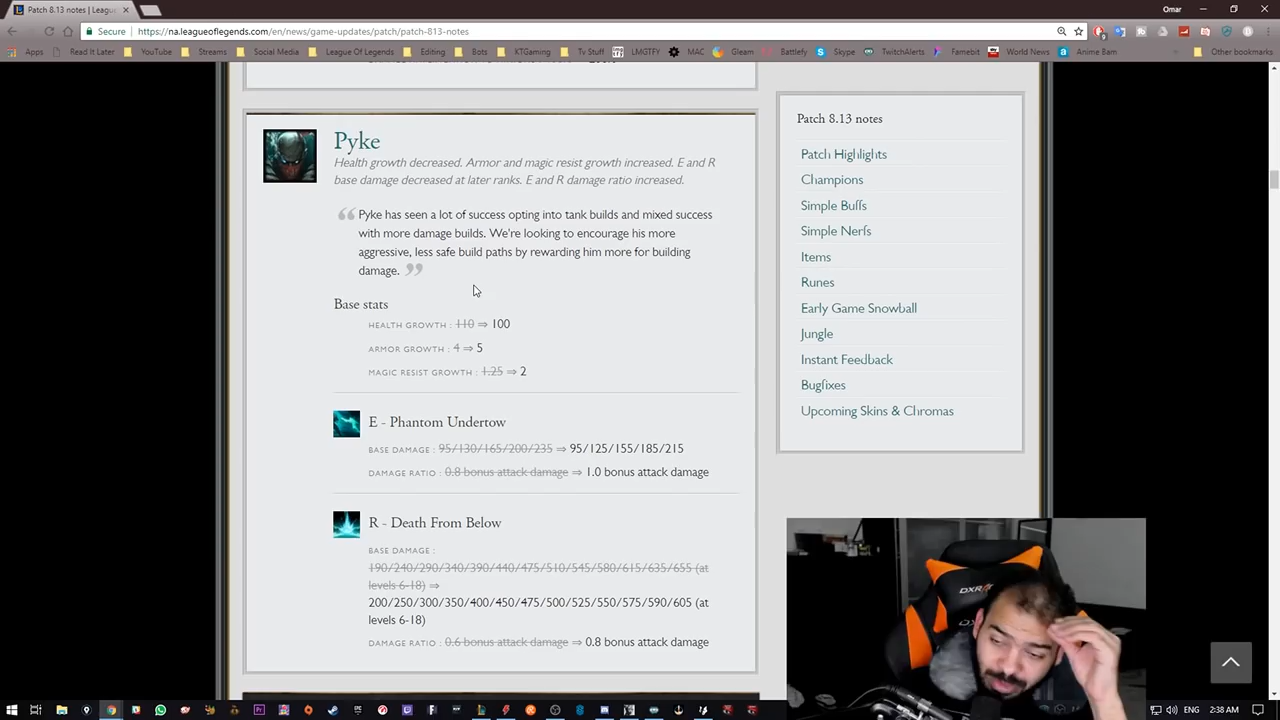 Patch 8.13 notes | Leagu
Omar
Secure
https://na.leagueoflegends.com/en/news/game-updates/patch/patch-813-notes
Apps
Read It Later
YouTube
Streams
Social Media
League Of Legends
Editing
Bots
KTGaming
Tv Stuff
LMGTFY
MAC
Gleam
Battlefy
Skype
TwitchAlerts
Famebit
World News
Anime Bam
Other bookmarks
Pyke
Health growth decreased. Armor and magic resist growth increased. E and R
base damage decreased at later ranks. E and R damage ratio increased.
Pyke has seen a lot of success opting into tank builds and mixed success
with more damage builds. We're looking to encourage his more
aggressive, less safe build paths by rewarding him more for building
damage.
Base stats
HEALTH GROWTH : 110 ⇒ 100
ARMOR GROWTH : 4 ⇒ 5
MAGIC RESIST GROWTH : 1.25 ⇒ 2
E - Phantom Undertow
BASE DAMAGE : 95/130/165/200/235 ⇒ 95/125/155/185/215
DAMAGE RATIO : 0.8 bonus attack damage ⇒ 1.0 bonus attack damage
R - Death From Below
BASE DAMAGE :
190/240/290/340/390/440/475/510/545/580/615/635/655 (at
levels 6-18) ⇒
200/250/300/350/400/450/475/500/525/550/575/590/605 (at
levels 6-18)
DAMAGE RATIO : 0.6 bonus attack damage ⇒ 0.8 bonus attack damage
Patch 8.13 notes
Patch Highlights
Champions
Simple Buffs
Simple Nerfs
Items
Runes
Early Game Snowball
Jungle
Instant Feedback
Bugfixes
Upcoming Skins & Chromas
DXR
ENG
2:38 AM